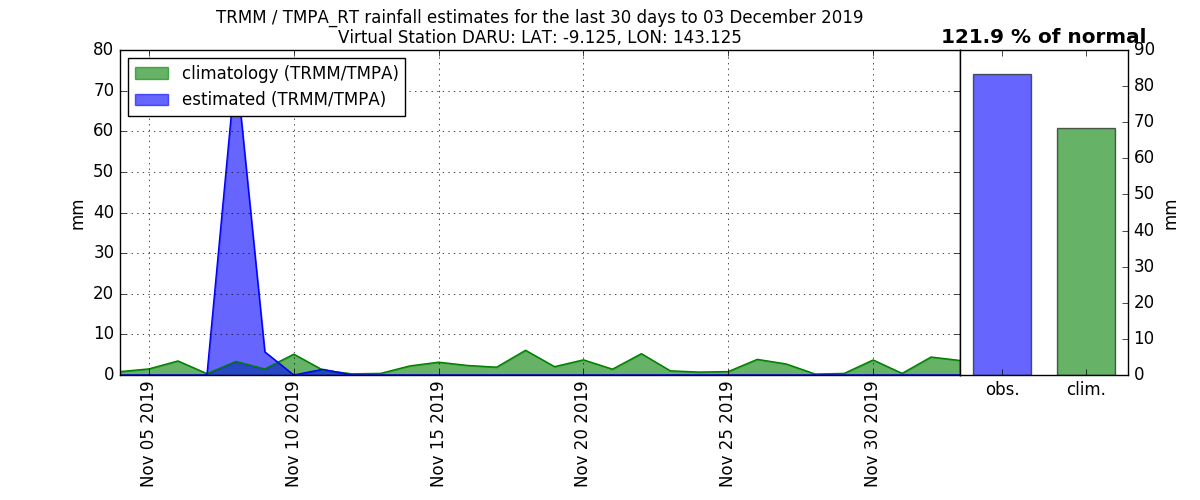 TRMM / TMPA_RT rainfall estimates for the last 30 days to 03 December 2019
Virtual Station DARU: LAT: -9.125, LON: 143.125
121.9 % of normal
climatology (TRMM/TMPA)
estimated (TRMM/TMPA)
80
70
60
50
40
30
20
10
0
mm
Nov 05 2019
Nov 10 2019
Nov 15 2019
Nov 20 2019
Nov 25 2019
Nov 30 2019
90
80
70
60
50
40
30
20
10
0
mm
obs.
clim.